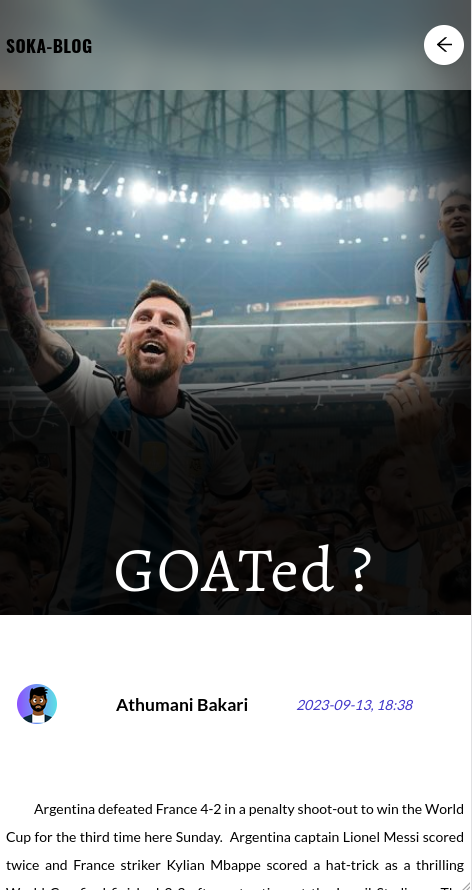 SOKA-BLOG
GOATed ?
Athumani Bakari
2023-09-13, 18:38
Argentina defeated France 4-2 in a penalty shoot-out to win the World
Cup for the third time here Sunday.  Argentina captain Lionel Messi scored
twice and France striker Kylian Mbappe scored a hat-trick as a thrilling